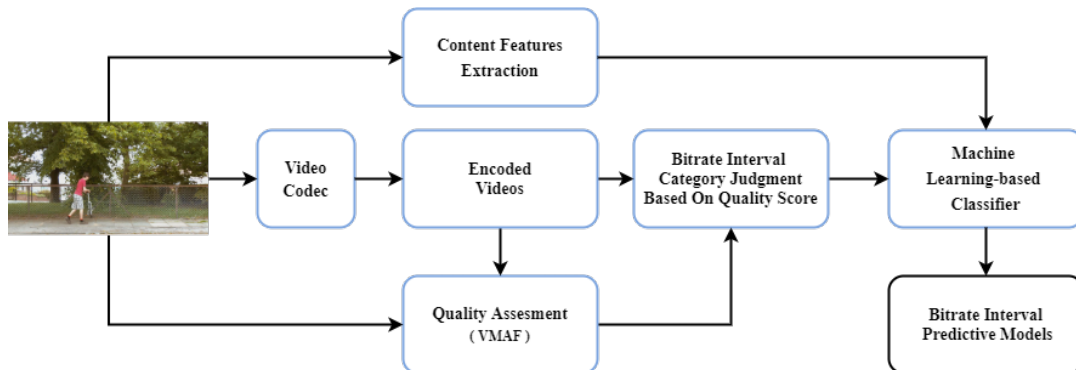 Content Features
Extraction
Video
Codec
Encoded
Videos
Bitrate Interval
Category Judgment
Based On Quality Score
Machine
Learning-based
Classifier
Quality Assesment
( VMAF )
Bitrate Interval
Predictive Models